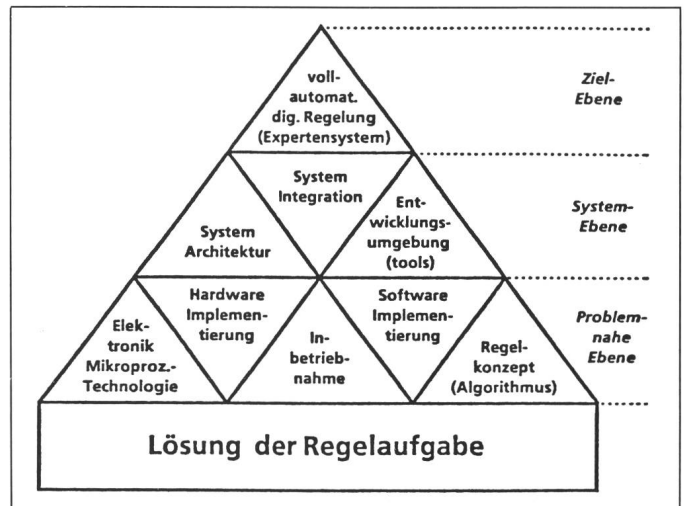 voll-
automat.
dig. Regelung
(Expertensystem)
Ziel-
Ebene
System
Integration
System
Architektur
Ent-
wicklungs-
umgebung
(tools)
System-
Ebene
Elek-
tronik
Mikroproz.-
Technologie
Hardware
Implemen-
tierung
In-
betrieb-
nahme
Software
Implemen-
tierung
Regel-
konzept
(Algorithmus)
Problem-
nahe
Ebene
Lösung der Regelaufgabe